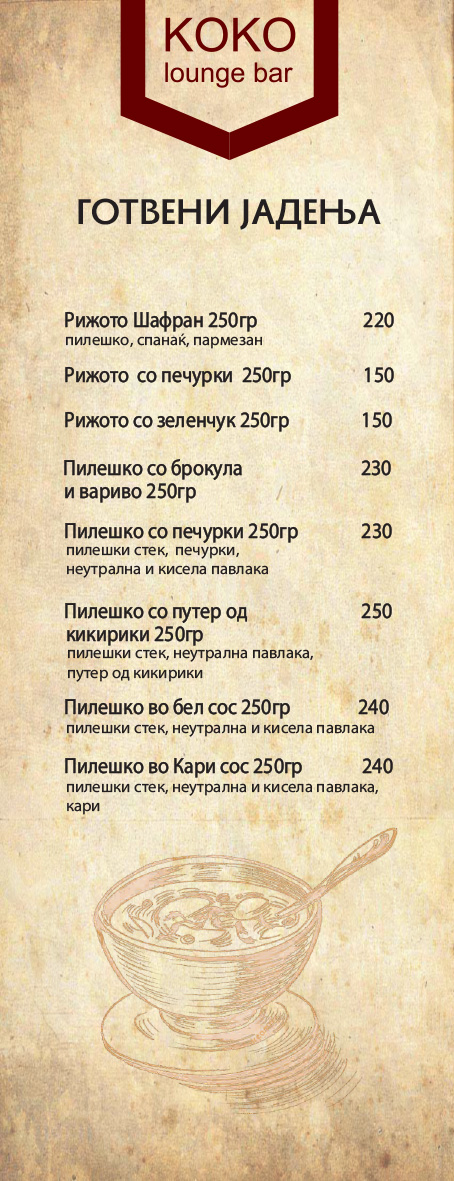 KOKO
lounge bar
ГОТВЕНИ ЈАДЕЊА
Рижото Шафран 250гр 220
пилешко, спанаќ, пармезан
Рижото со печурки 250гр 150
Рижото со зеленчук 250гр 150
Пилешко со брокула 230
и вариво 250гр
Пилешко со печурки 250гр 230
пилешки стек, печурки,
неутрална и кисела павлака
Пилешко со путер од 250
кикирики 250гр
пилешки стек, неутрална павлака,
путер од кикирики
Пилешко во бел сос 250гр 240
пилешки стек, неутрална и кисела павлака
Пилешко во Кари сос 250гр 240
пилешки стек, неутрална и кисела павлака,
кари